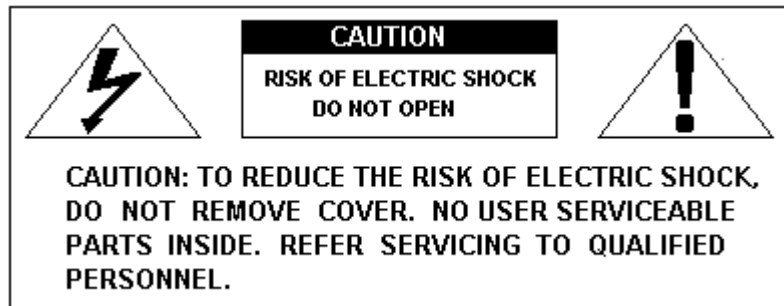 CAUTION
RISK OF ELECTRIC SHOCK
DO NOT OPEN
CAUTION: TO REDUCE THE RISK OF ELECTRIC SHOCK,
DO NOT REMOVE COVER. NO USER SERVICEABLE
PARTS INSIDE. REFER SERVICING TO QUALIFIED
PERSONNEL.